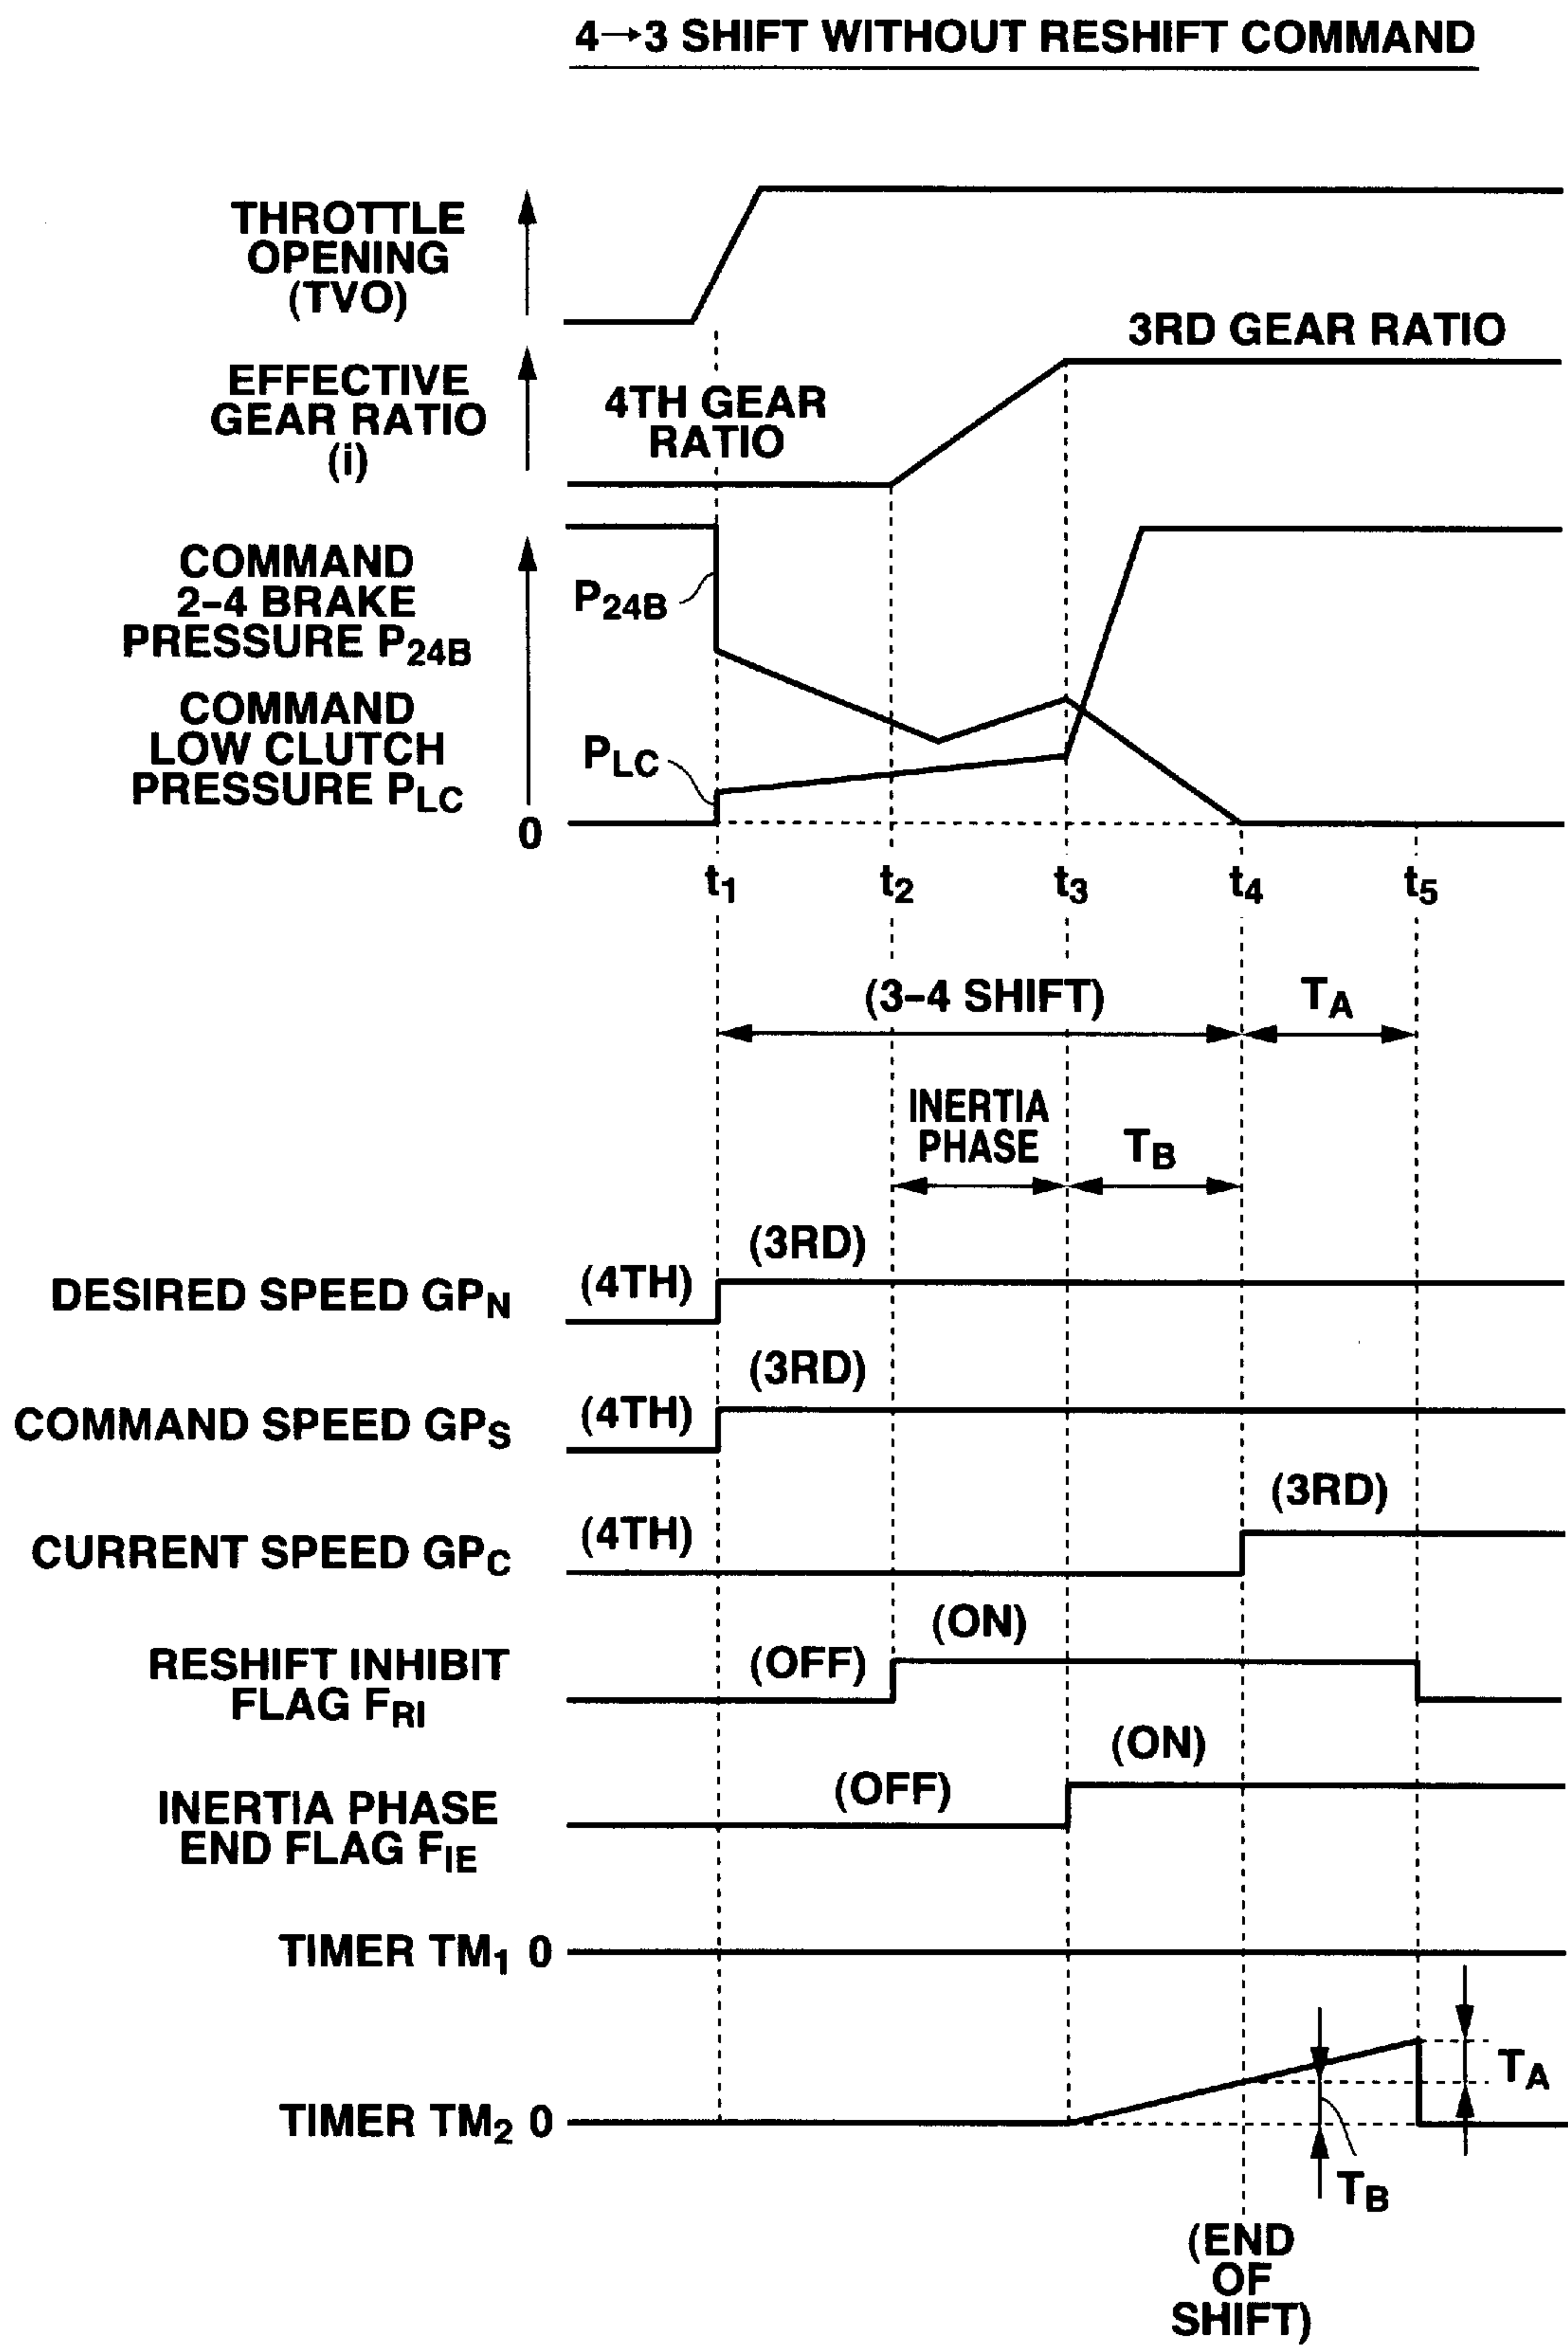 4→3 SHIFT WITHOUT RESHIFT COMMAND
THROTTLE
OPENING
(TVO)
3RD GEAR RATIO
EFFECTIVE
GEAR RATIO
(i)
4TH GEAR
RATIO
COMMAND
2-4 BRAKE
PRESSURE P24B
P24B
COMMAND
LOW CLUTCH
PRESSURE PLC
PLC
0
t1 t2 t3 t4 t5
(3-4 SHIFT) TA
INERTIA
PHASE
TB
(3RD)
DESIRED SPEED GPN (4TH)
(3RD)
COMMAND SPEED GPS (4TH)
(3RD)
CURRENT SPEED GPC (4TH)
(ON)
RESHIFT INHIBIT
FLAG FRI
(OFF)
(ON)
INERTIA PHASE
END FLAG FIE
(OFF)
TIMER TM1 0
TA
TIMER TM2 0
TB
(END
OF
SHIFT)